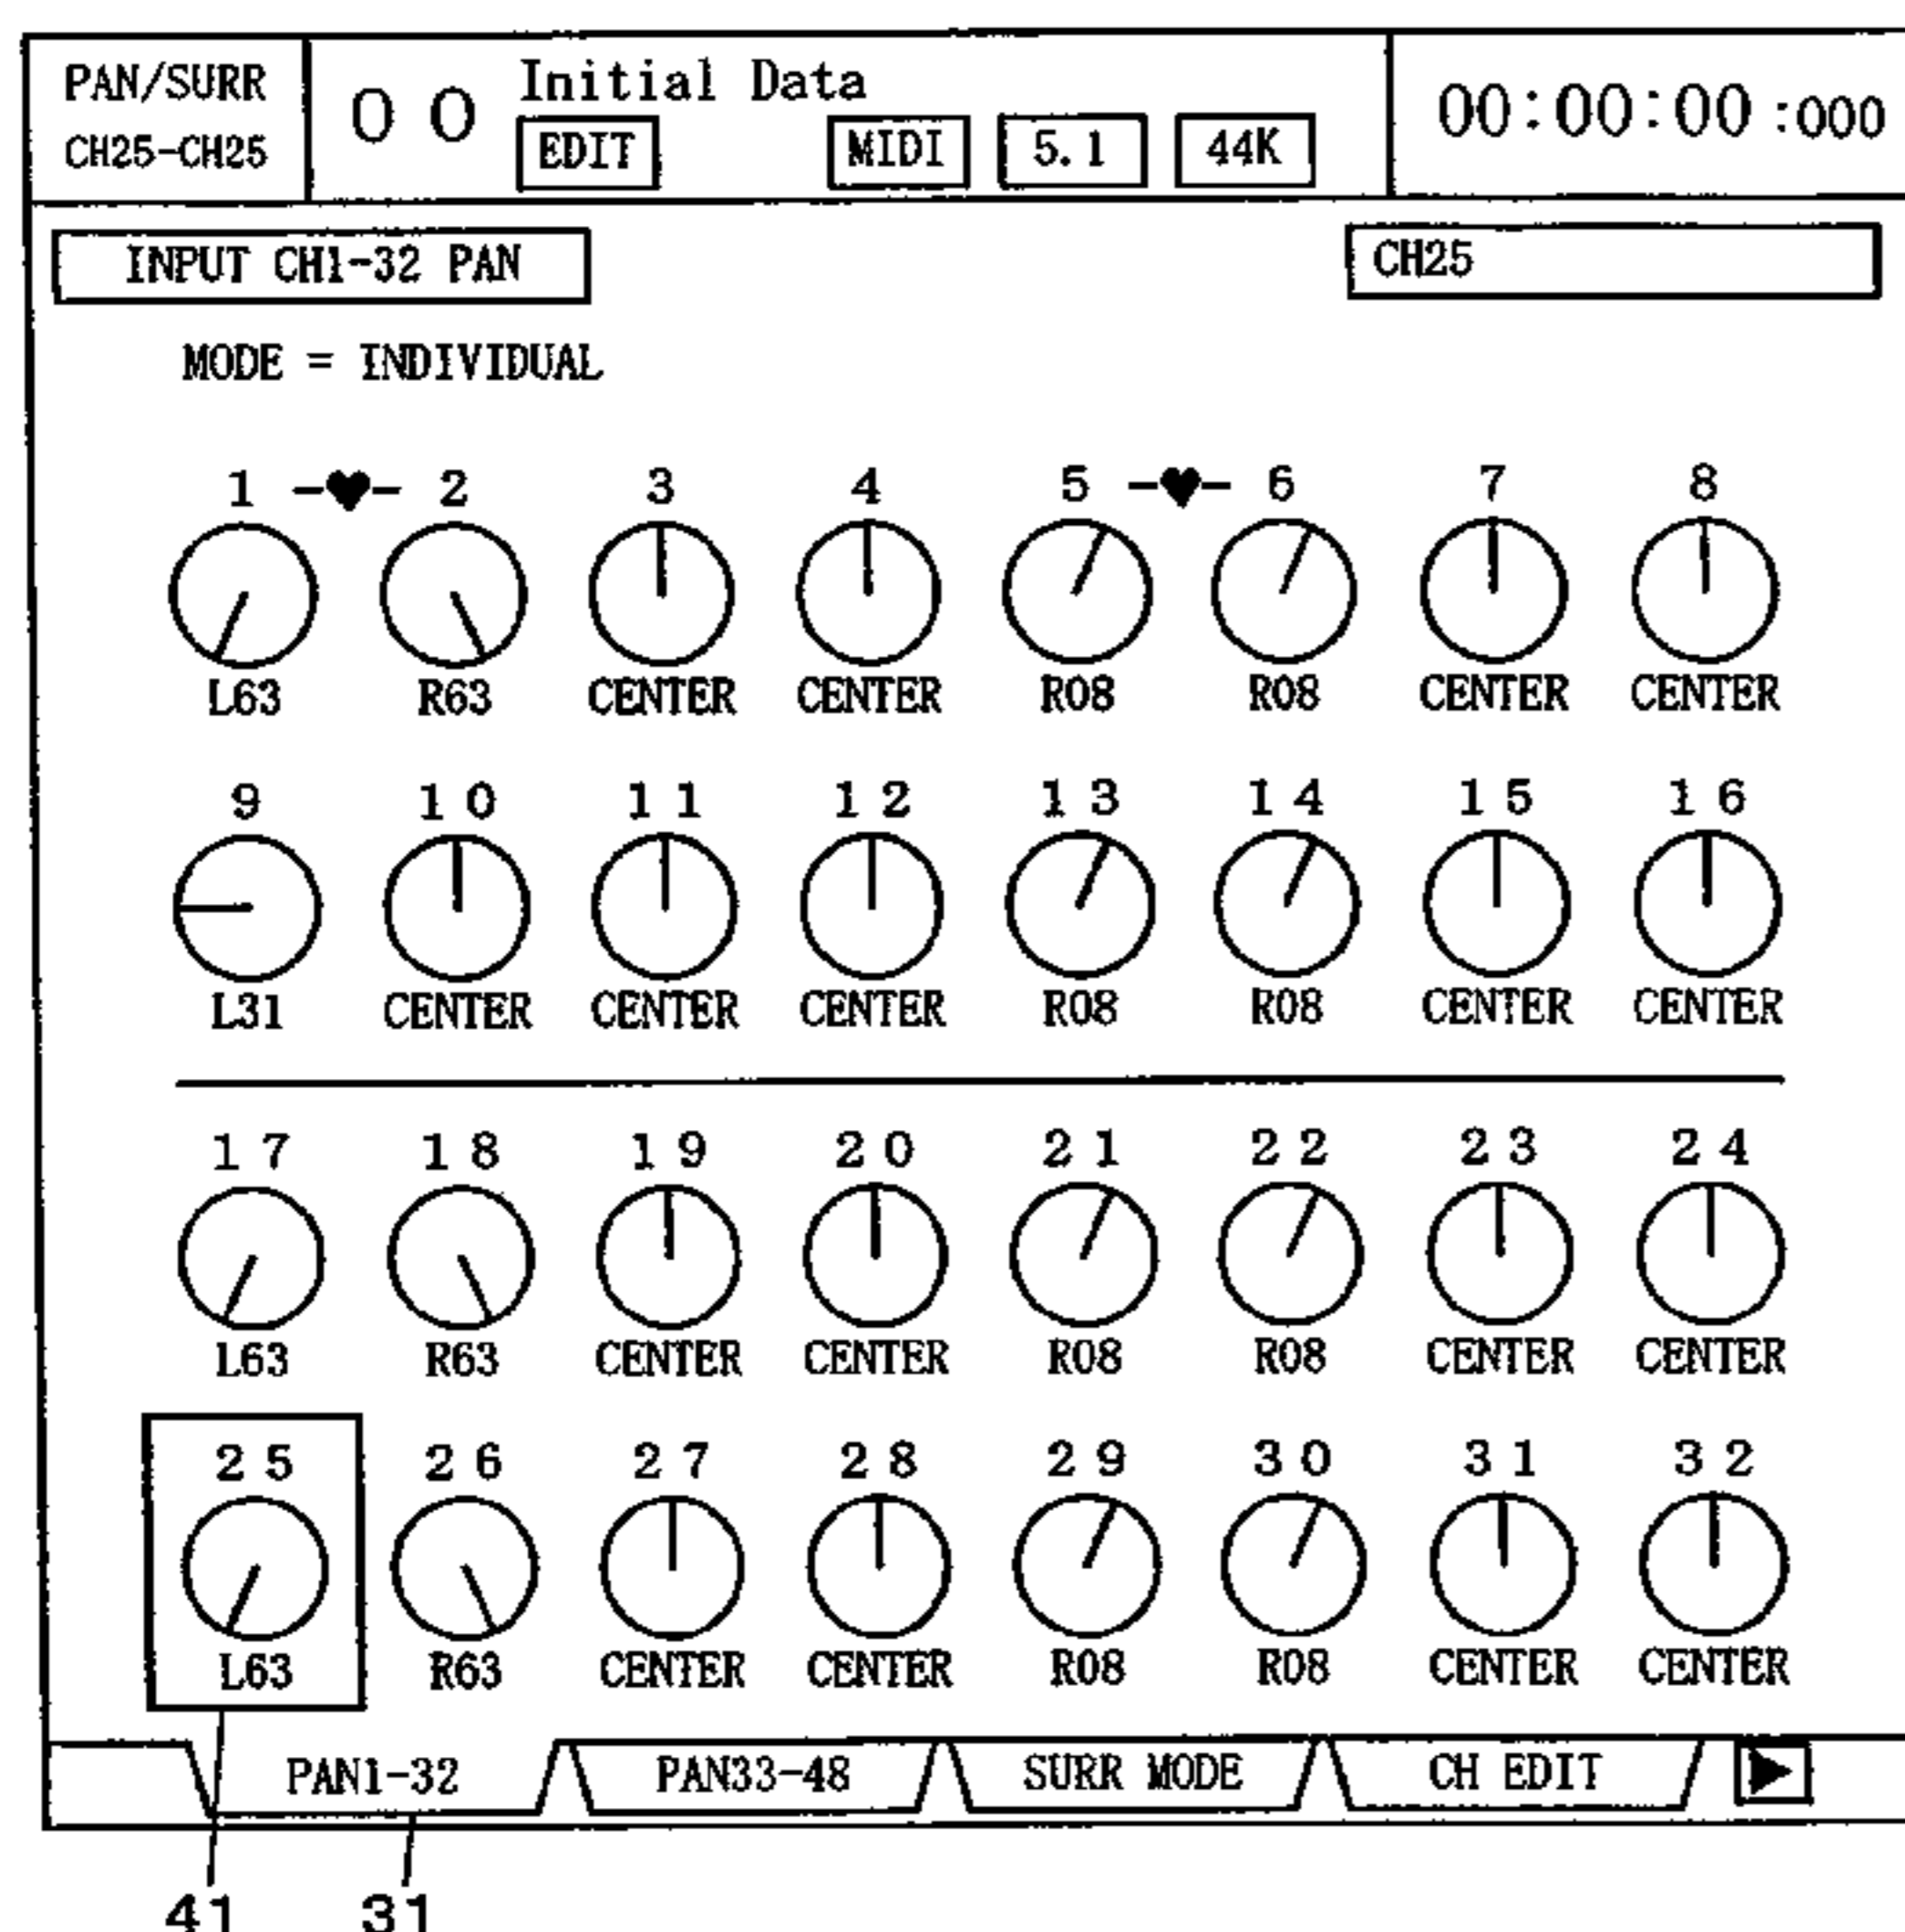 PAN/SURR
CH25-CH25
00 Initial Data
EDIT MIDI 5.1 44K
00:00:00:000
INPUT CH1-32 PAN
CH25
MODE = INDIVIDUAL
1 -♥- 2 3 4 5 -♥- 6 7 8
L63 R63 CENTER CENTER R08 R08 CENTER CENTER
9 10 11 12 13 14 15 16
L31 CENTER CENTER CENTER R08 R08 CENTER CENTER
17 18 19 20 21 22 23 24
L63 R63 CENTER CENTER R08 R08 CENTER CENTER
25 26 27 28 29 30 31 32
L63 R63 CENTER CENTER R08 R08 CENTER CENTER
PAN1-32 PAN33-48 SURR MODE CH EDIT
41 31